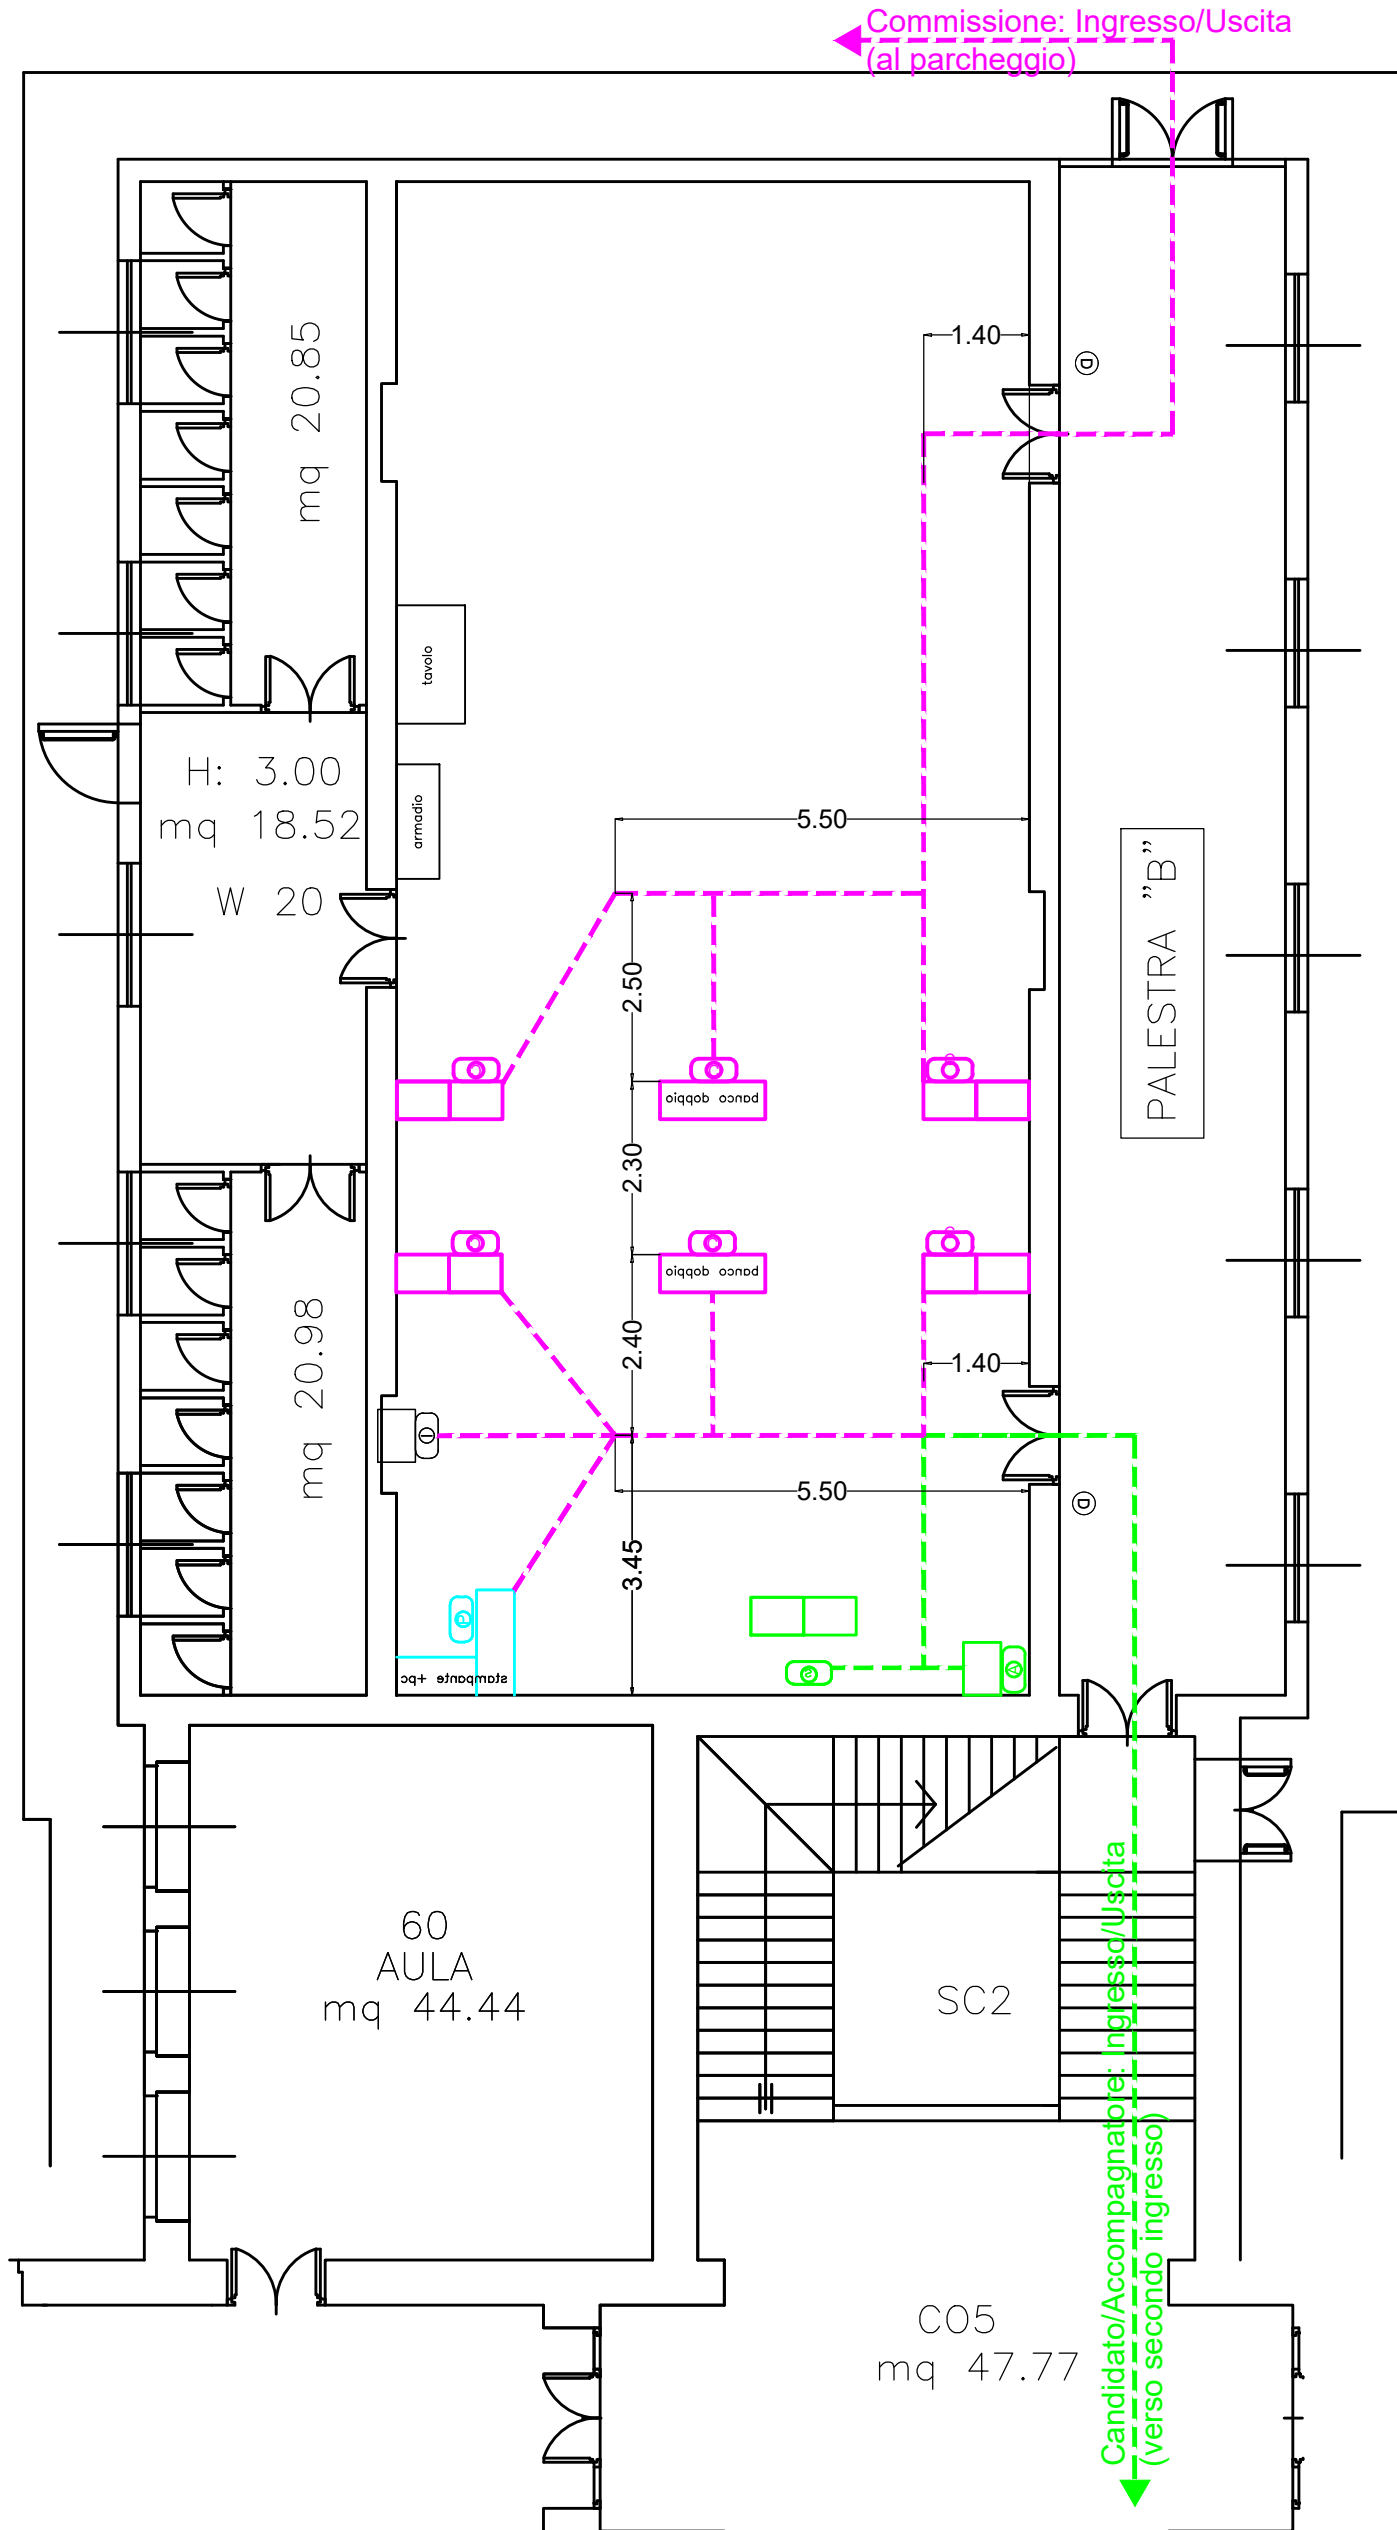 Commissione: Ingresso/Uscita
(al parcheggio)
1.40
D
mq 20.85
tavolo
H: 3.00
mq 18.52
W 20
armadio
5.50
PALESTRA "B"
2.50
banco doppio
2.30
banco doppio
2.40
1.40
mq 20.98
I
5.50
D
3.45
P
stampante +pc
S
A
60
AULA
mq 44.44
SC2
Candidato/Accompagnatore: Ingresso/Uscita
(verso secondo ingresso)
CO5
mq 47.77